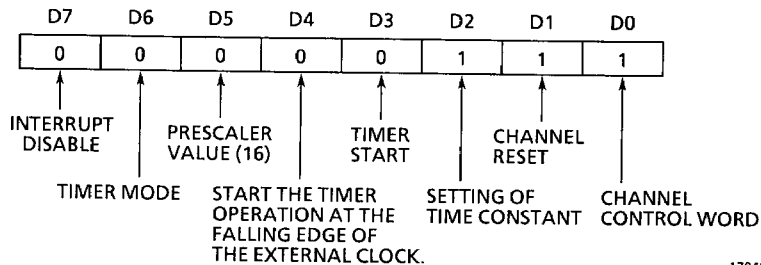 D7 D6 D5 D4 D3 D2 D1 D0
0 0 0 0 0 1 1 1
INTERRUPT
DISABLE
PRESCALER
VALUE (16)
TIMER
START
CHANNEL
RESET
TIMER MODE
START THE TIMER
OPERATION AT THE
FALLING EDGE OF
THE EXTERNAL CLOCK.
SETTING OF
TIME CONSTANT
CHANNEL
CONTROL WORD